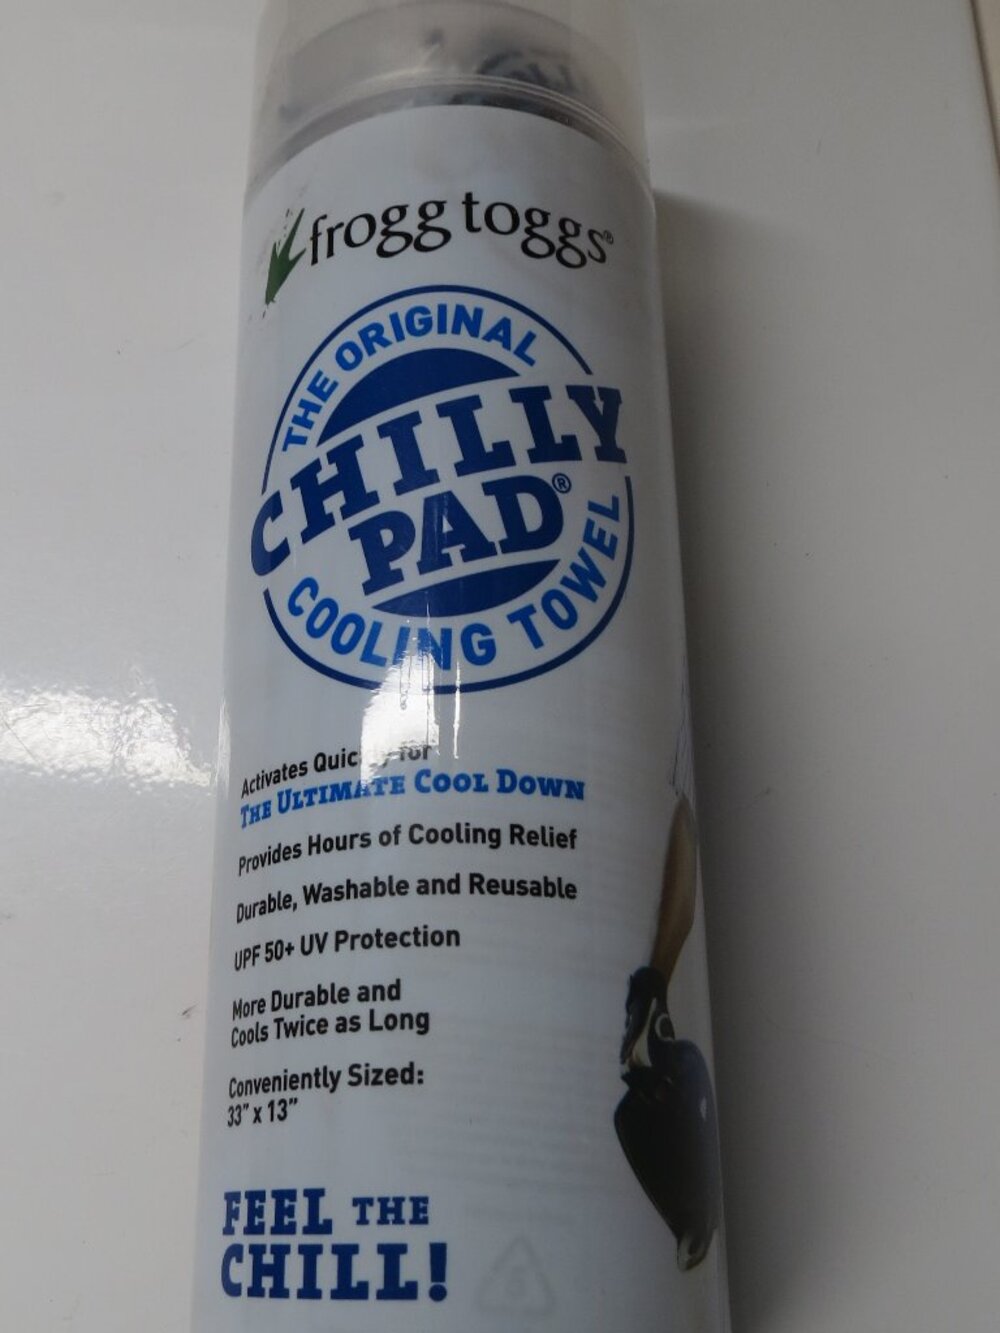 frogg toggs®
THE ORIGINAL
CHILLY
PAD®
COOLING TOWEL
Activates for
THE ULTIMATE COOL DOWN
Provides Hours of Cooling Relief
Durable, Washable and Reusable
UPF 50+ UV Protection
More Durable and
Cools Twice as Long
Conveniently Sized:
33" x 13"
FEEL THE
CHILL!